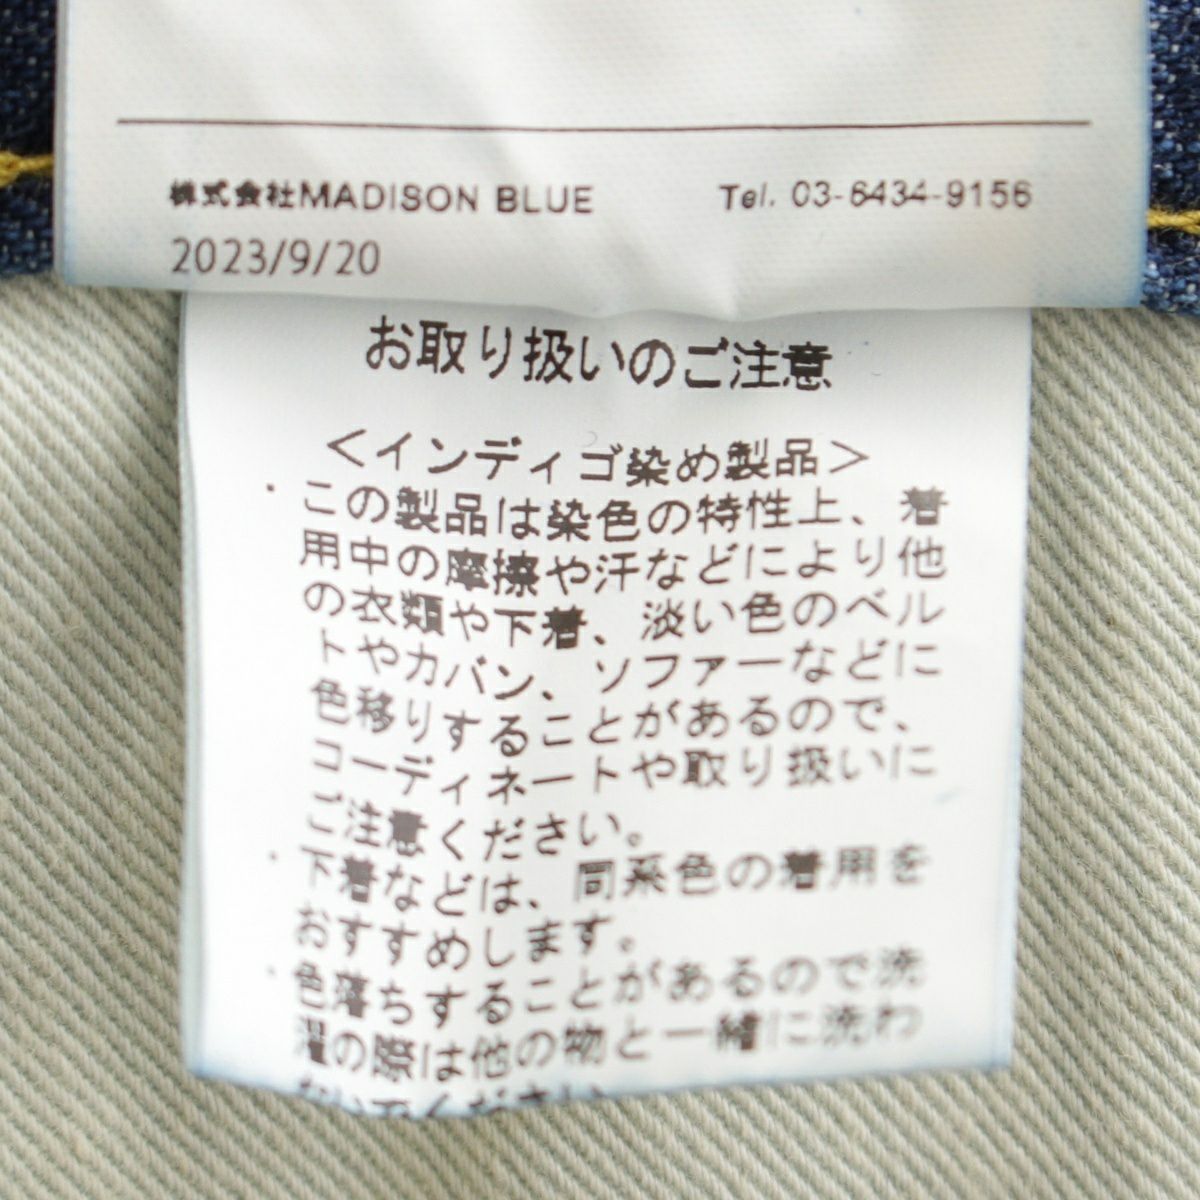 株式会社MADISON BLUE Tel. 03-6434-9156
2023/9/20
お取り扱いのご注意
＜インディゴ染め製品＞
・この製品は染色の特性上、着
用中の摩擦や汗などにより他
の衣類や下着、淡い色のベル
トやカバン、ソファーなどに
色移りすることがあるので、
コーディネートや取り扱いに
ご注意ください。
・下着などは、同系色の着用を
おすすめします。
・色落ちすることがあるので洗
濯の際は他の物と一緒に洗わ
ないでください